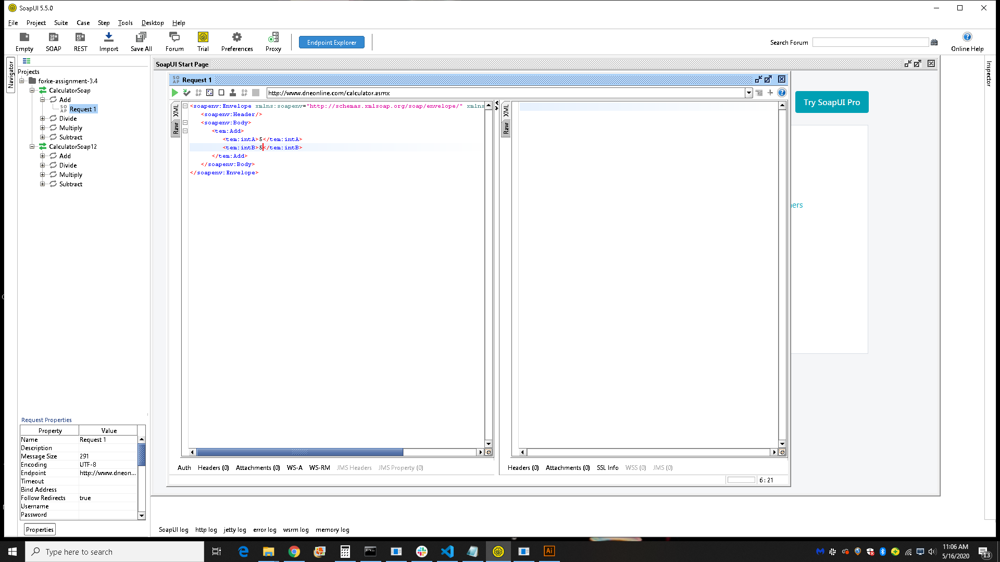 SoapUI 5.5.0
File Project Suite Case Step Tools Desktop Help
Empty SOAP REST Import Save All Forum Trial Preferences Proxy Endpoint Explorer Search Forum Online Help
Navigator
Projects
forke-assignment-3.4
CalculatorSoap
Add
Request 1
Divide
Multiply
Subtract
CalculatorSoap12
Add
Divide
Multiply
Subtract
SoapUI Start Page
Request 1
http://www.dneonline.com/calculator.asmx
XML
Raw
<soapenv:Envelope xmlns:soapenv="http://schemas.xmlsoap.org/soap/envelope/" xmlns
<soapenv:Header/>
<soapenv:Body>
<tem:Add>
<tem:intA>5</tem:intA>
<tem:intB>5</tem:intB>
</tem:Add>
</soapenv:Body>
</soapenv:Envelope>
XML
Raw
Auth Headers (0) Attachments (0) WS-A WS-RM JMS Headers JMS Property (0)
Headers (0) Attachments (0) SSL Info WSS (0) JMS (0)
6 : 21
Try SoapUI Pro
ers
Inspector
Request Properties
Property Value
Name Request 1
Description
Message Size 291
Encoding UTF-8
Endpoint http://www.dneon...
Timeout
Bind Address
Follow Redirects true
Username
Password
Properties
SoapUI log http log jetty log error log wsrm log memory log
Type here to search
Ai
11:06 AM
5/16/2020
13